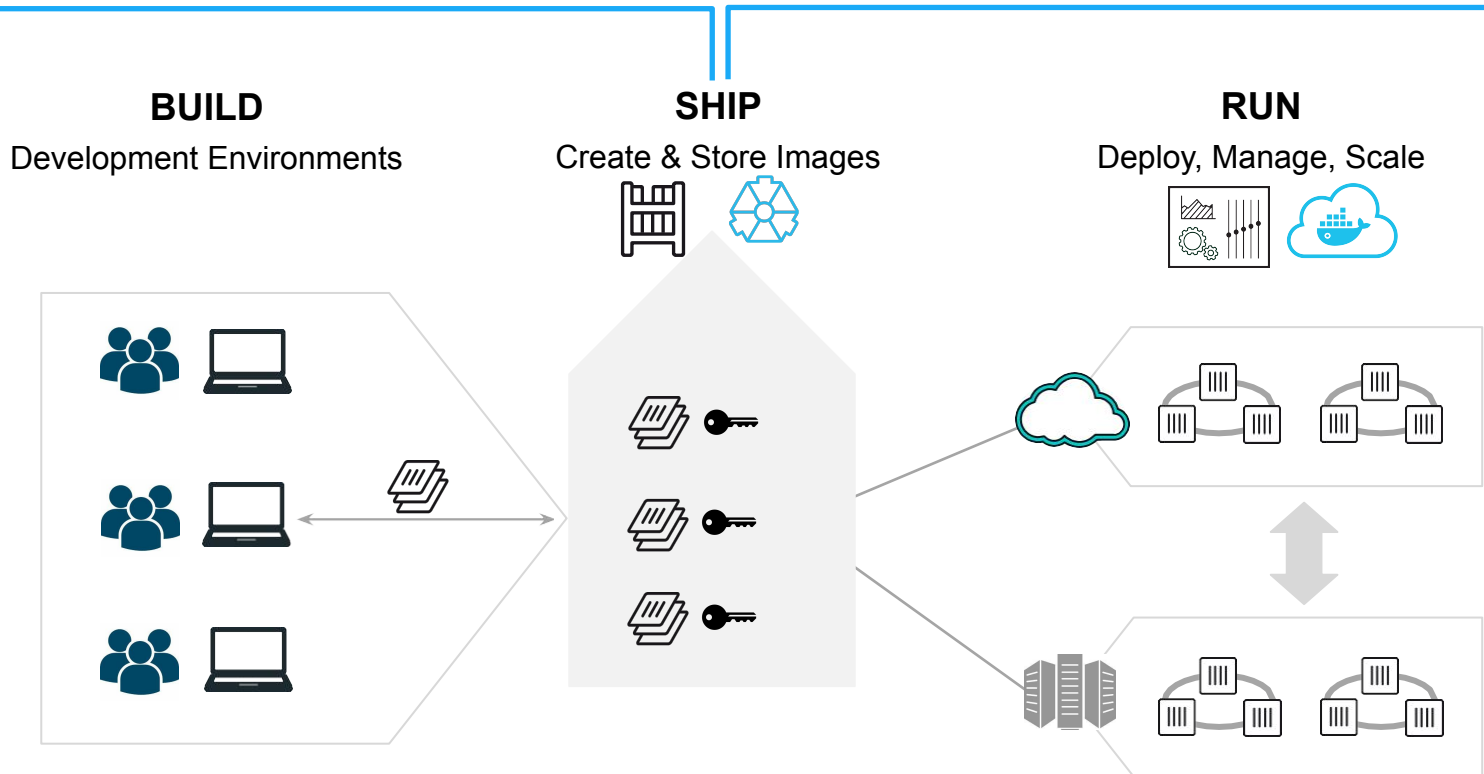 BUILD
Development Environments
SHIP
Create & Store Images
RUN
Deploy, Manage, Scale